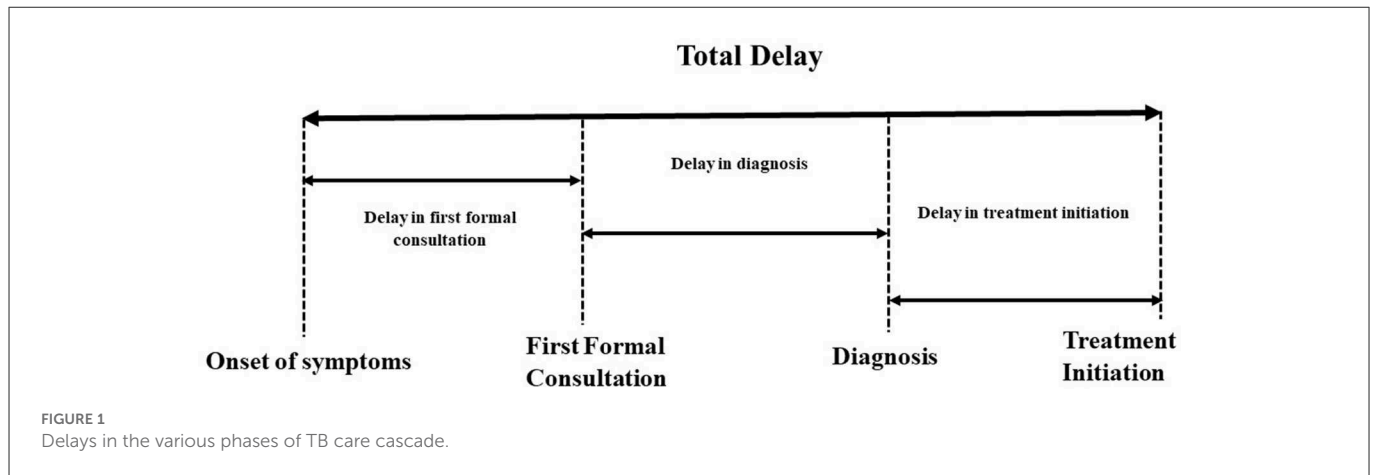 Total Delay
Delay in diagnosis
Delay in first formal
consultation
Delay in treatment initiation
Onset of symptoms
First Formal
Consultation
Diagnosis
Treatment
Initiation
FIGURE 1
Delays in the various phases of TB care cascade.